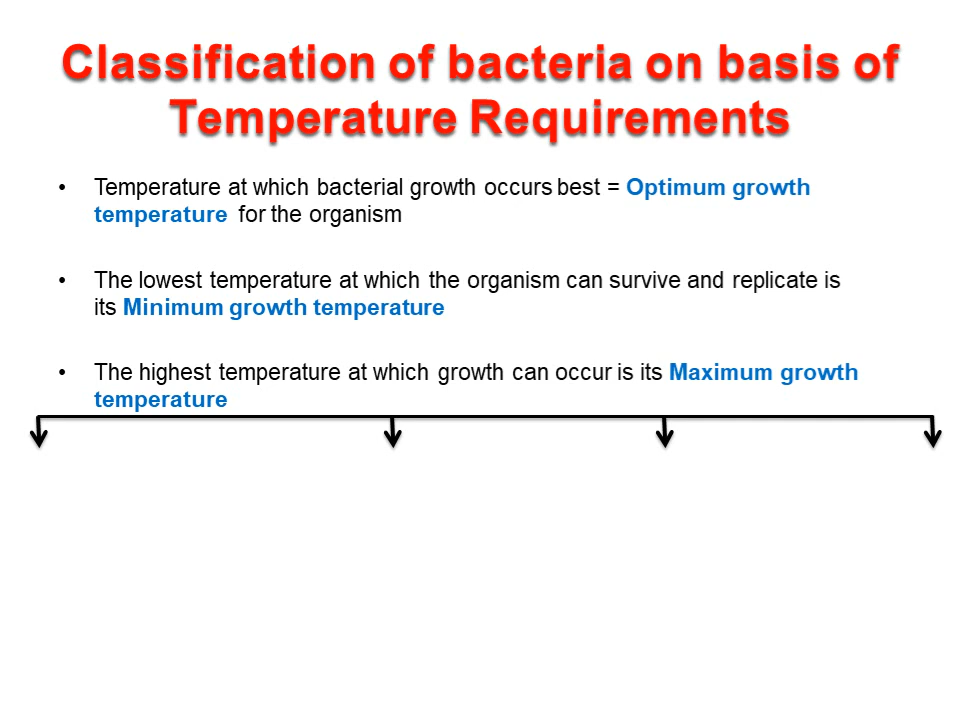 Classification of bacteria on basis of
Temperature Requirements
• Temperature at which bacterial growth occurs best = Optimum growth
temperature for the organism
• The lowest temperature at which the organism can survive and replicate is
its Minimum growth temperature
• The highest temperature at which growth can occur is its Maximum growth
temperature